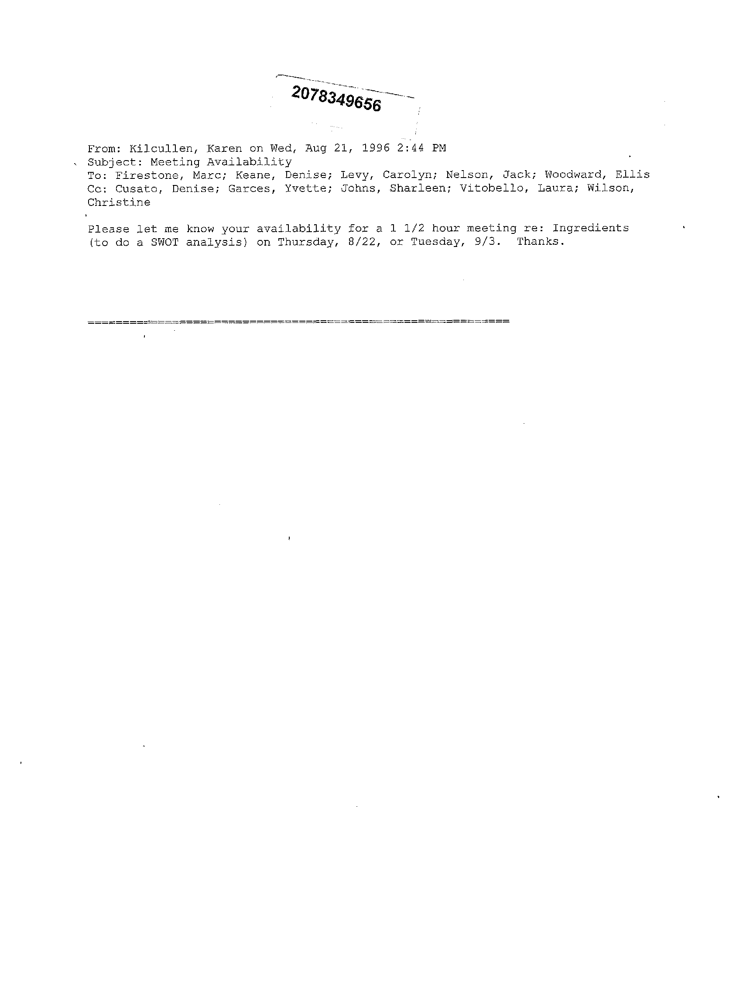 2078349656
From: Kilcullen, Karen on Wed, Aug 21, 1996 2:44 PM
Subject: Meeting Availability
To: Firestone, Marc; Keane, Denise; Levy, Carolyn; Nelson, Jack; Woodward, Ellis
Cc: Cusato, Denise; Garces, Yvette; Johns, Sharleen; Vitobello, Laura; Wilson,
Christine
Please let me know your availability for a 1 1/2 hour meeting re: Ingredients
(to do a SWOT analysis) on Thursday, 8/22, or Tuesday, 9/3. Thanks.